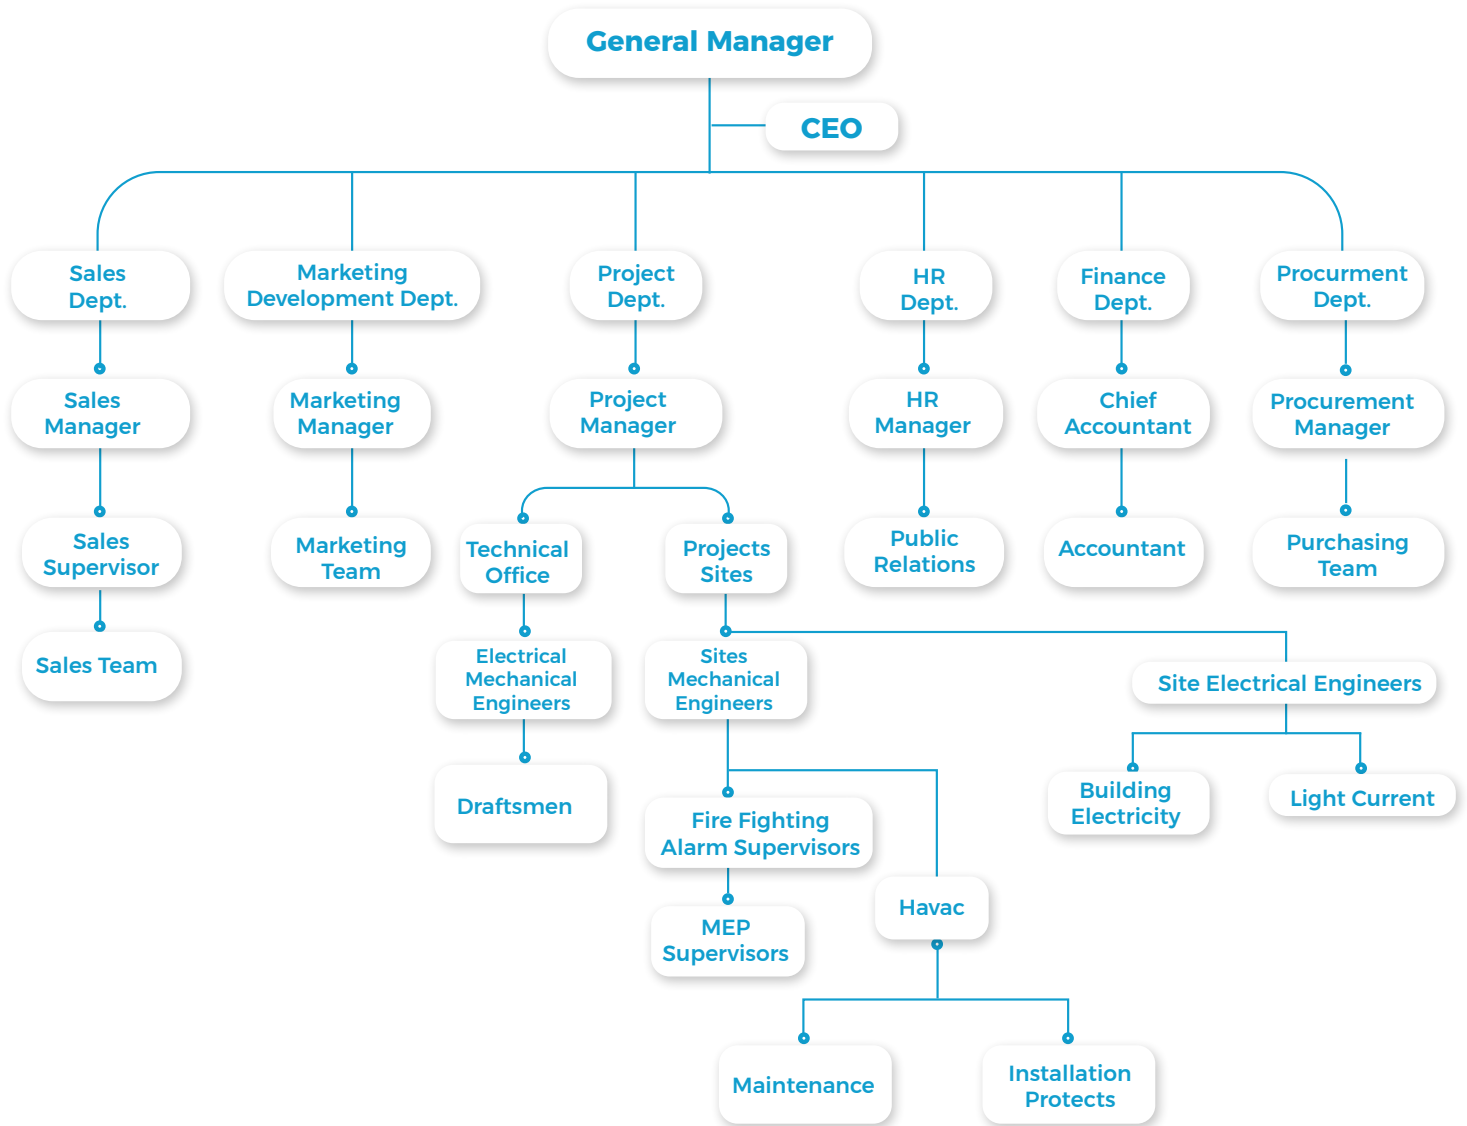 General Manager
CEO
Sales
Dept.
Marketing
Development Dept.
Project
Dept.
HR
Dept.
Finance
Dept.
Procurment
Dept.
Sales
Manager
Marketing
Manager
Project
Manager
HR
Manager
Chief
Accountant
Procurement
Manager
Sales
Supervisor
Marketing
Team
Technical
Office
Projects
Sites
Public
Relations
Accountant
Purchasing
Team
Sales Team
Electrical
Mechanical
Engineers
Sites
Mechanical
Engineers
Site Electrical Engineers
Draftsmen
Fire Fighting
Alarm Supervisors
Building
Electricity
Light Current
MEP
Supervisors
Havac
Maintenance
Installation
Protects